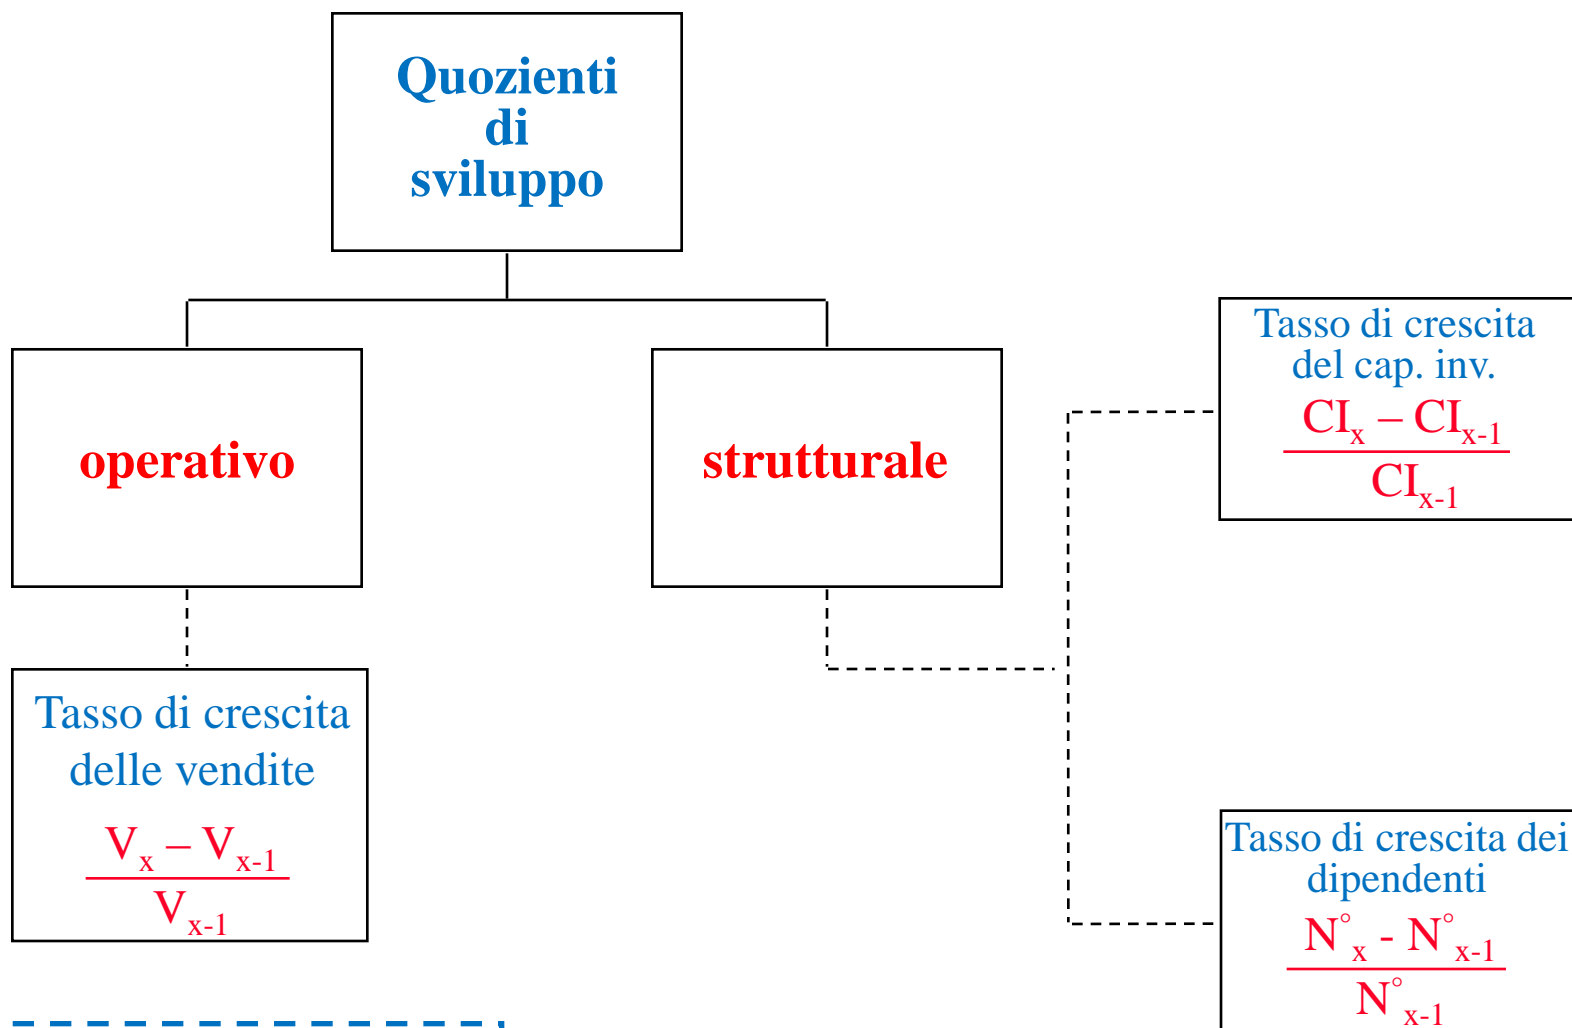 Quozienti
di
sviluppo
operativo
strutturale
Tasso di crescita
del cap. inv.
CIₓ – CIₓ₋₁
CIₓ₋₁
Tasso di crescita
delle vendite
Vₓ – Vₓ₋₁
Vₓ₋₁
Tasso di crescita dei
dipendenti
N°ₓ - N°ₓ₋₁
N°ₓ₋₁